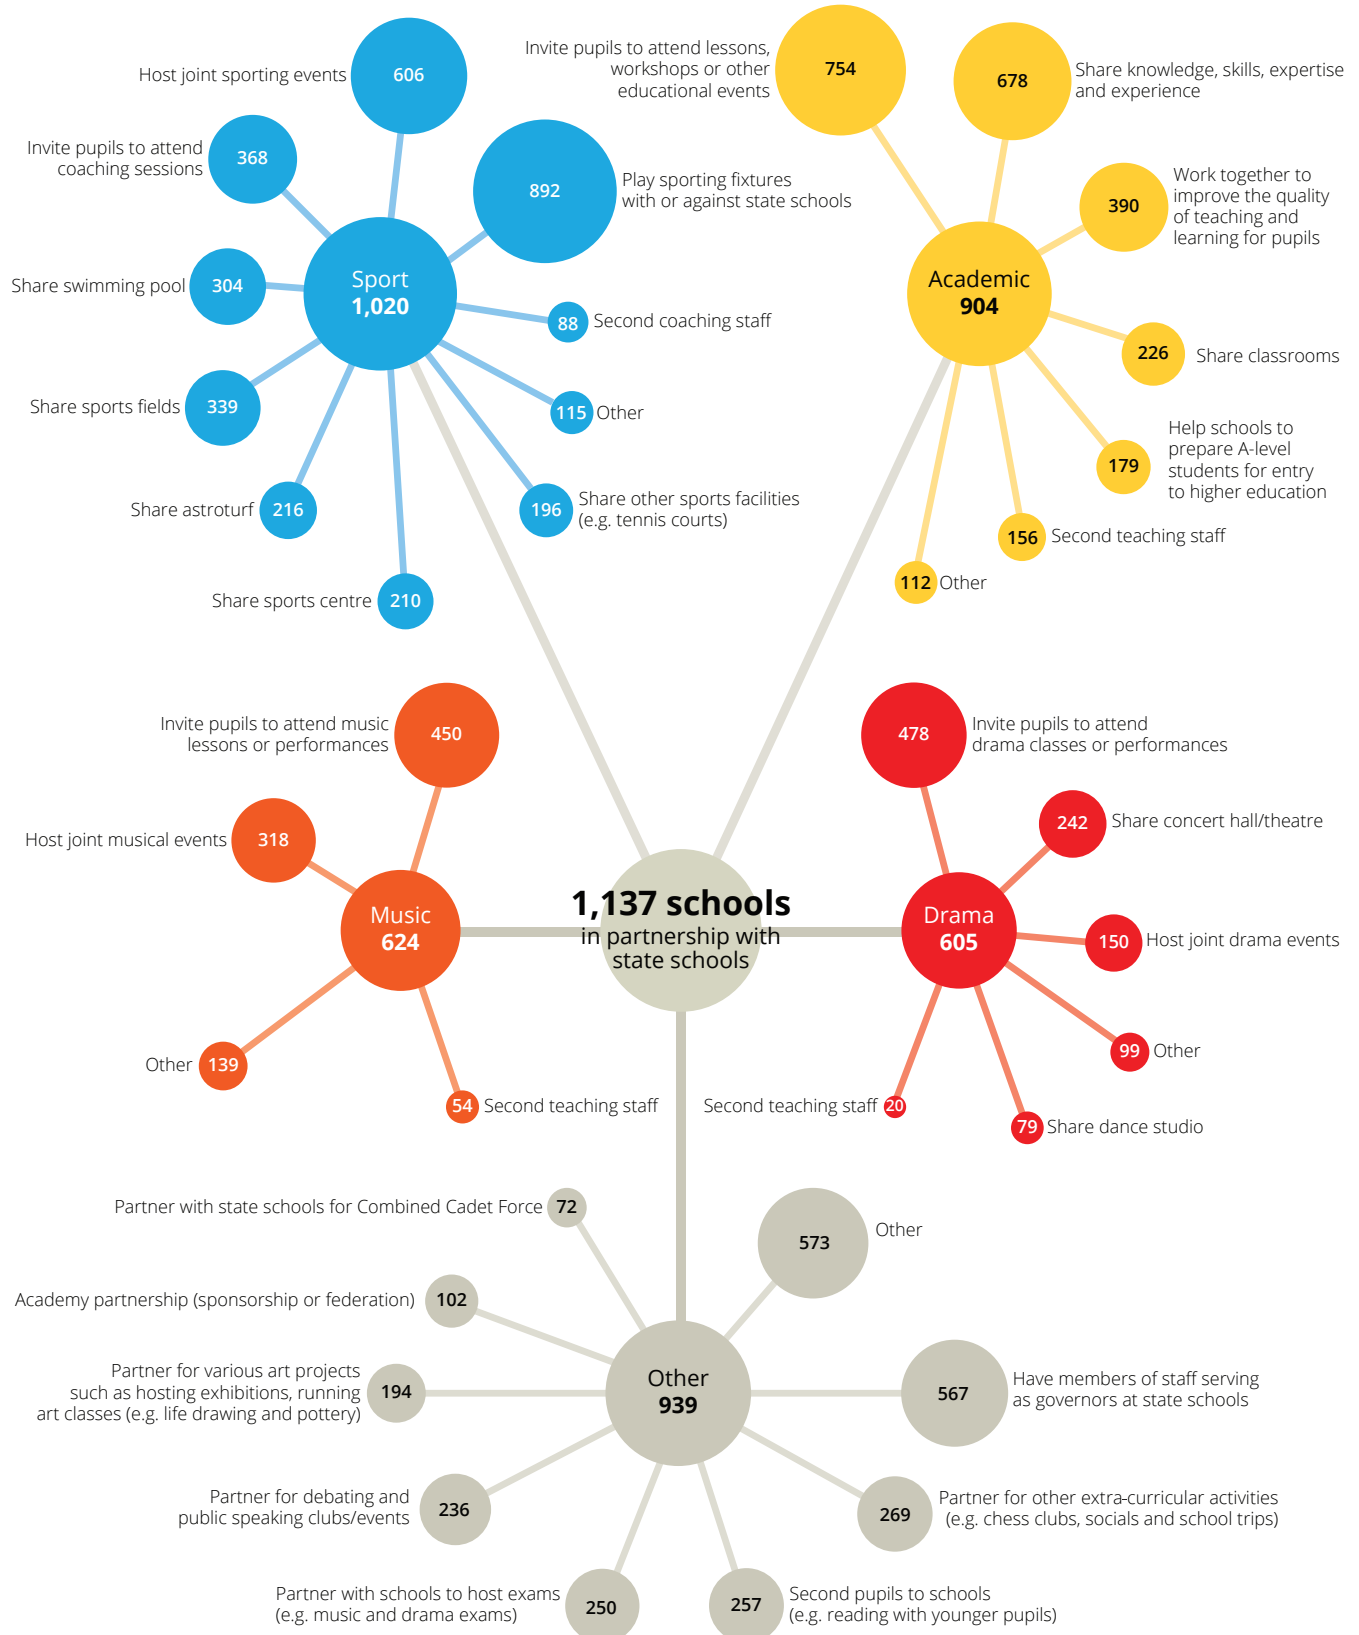 Host joint sporting events
606
Invite pupils to attend
coaching sessions
368
892
Play sporting fixtures
with or against state schools
Share swimming pool
304
Sport
1,020
88
Second coaching staff
Share sports fields
339
115
Other
Share astroturf
216
196
Share other sports facilities
(e.g. tennis courts)
Share sports centre
210
Invite pupils to attend lessons,
workshops or other
educational events
754
678
Share knowledge, skills, expertise
and experience
390
Work together to
improve the quality
of teaching and
learning for pupils
Academic
904
226
Share classrooms
179
Help schools to
prepare A-level
students for entry
to higher education
156
Second teaching staff
112
Other
Invite pupils to attend music
lessons or performances
450
Host joint musical events
318
Music
624
Other
139
54
Second teaching staff
1,137 schools
in partnership with
state schools
478
Invite pupils to attend
drama classes or performances
242
Share concert hall/theatre
Drama
605
150
Host joint drama events
99
Other
Second teaching staff
20
79
Share dance studio
Partner with state schools for Combined Cadet Force
72
573
Other
Academy partnership (sponsorship or federation)
102
Partner for various art projects
such as hosting exhibitions, running
art classes (e.g. life drawing and pottery)
194
Other
939
567
Have members of staff serving
as governors at state schools
Partner for debating and
public speaking clubs/events
236
269
Partner for other extra-curricular activities
(e.g. chess clubs, socials and school trips)
Partner with schools to host exams
(e.g. music and drama exams)
250
257
Second pupils to schools
(e.g. reading with younger pupils)